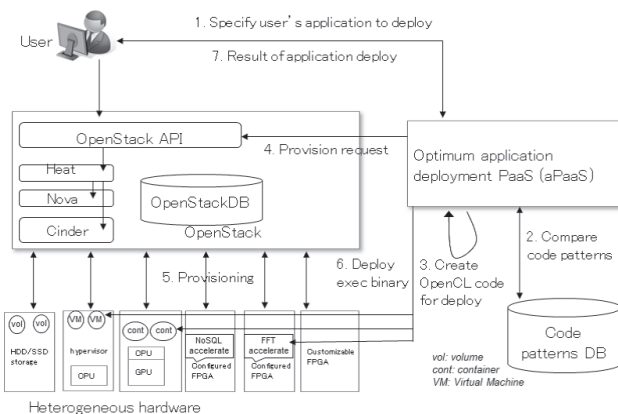 1. Specify user's application to deploy
User
7. Result of application deploy
OpenStack API
4. Provision request
Optimum application
deployment PaaS (aPaaS)
Heat
Nova
Cinder
OpenStackDB
OpenStack
5. Provisioning
6. Deploy
exec binary
3. Create
OpenCL code
for deploy
2. Compare
code patterns
vol
vol
HDD/SSD
storage
VM
VM
hypervisor
CPU
cont
cont
CPU
GPU
NoSQL
accelerate
Configured
FPGA
FFT
accelerate
Configured
FPGA
Customizable
FPGA
Code
patterns DB
vol: volume
cont: container
VM: Virtual Machine
Heterogeneous hardware